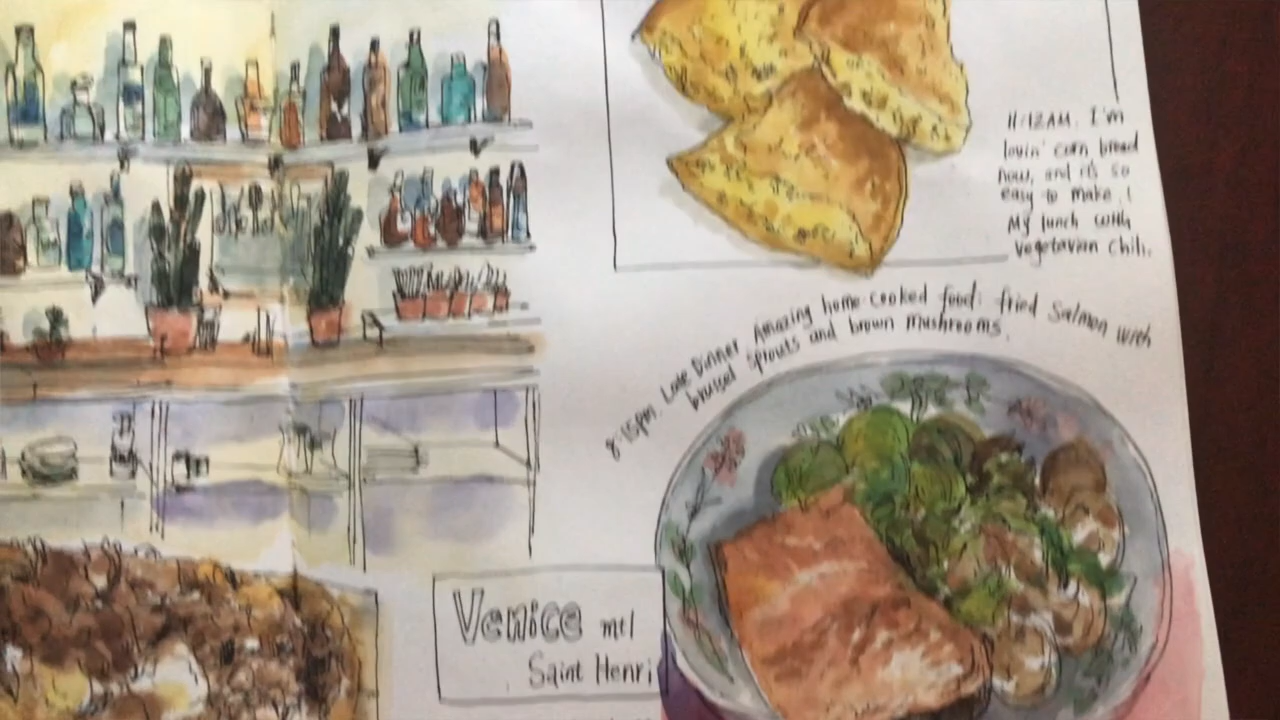 11:12AM. I'm
lovin' corn bread
now, and it's so
easy to make!
My lunch with
vegetarian chili.
8:15pm. Late Dinner. Amazing home-cooked food: fried Salmon with
brussel sprouts and brown mushrooms.
Venice mtl
Saint Henri